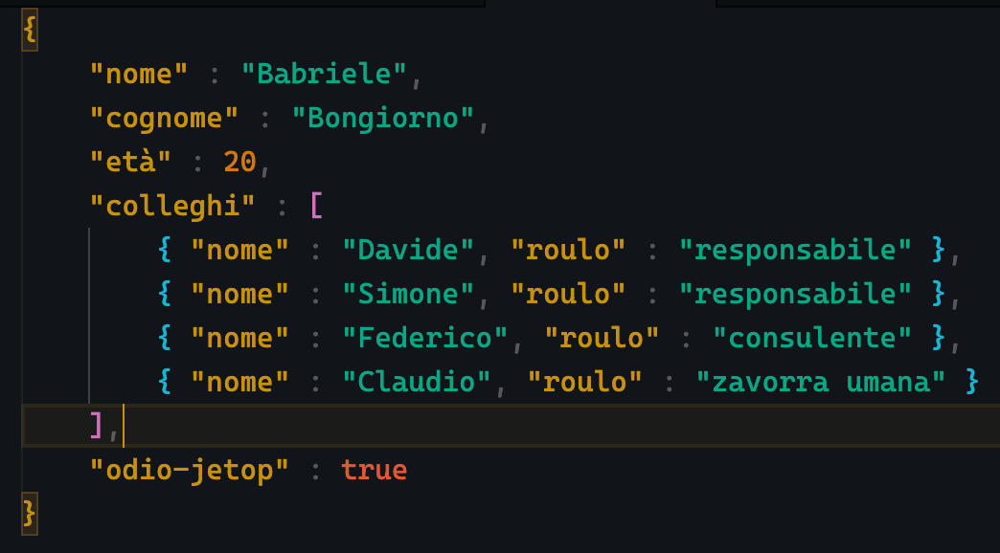 {
"nome" : "Babriele",
"cognome" : "Bongiorno",
"età" : 20,
"colleghi" : [
{ "nome" : "Davide", "roulo" : "responsabile" },
{ "nome" : "Simone", "roulo" : "responsabile" },
{ "nome" : "Federico", "roulo" : "consulente" },
{ "nome" : "Claudio", "roulo" : "zavorra umana" }
],
"odio-jetop" : true
}